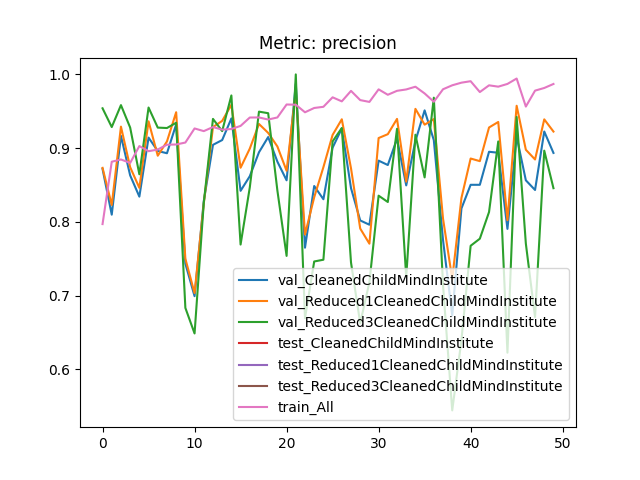 Metric: precision
1.0
0.9
0.8
0.7
0.6
val_CleanedChildMindInstitute
val_Reduced1CleanedChildMindInstitute
val_Reduced3CleanedChildMindInstitute
test_CleanedChildMindInstitute
test_Reduced1CleanedChildMindInstitute
test_Reduced3CleanedChildMindInstitute
train_All
0 10 20 30 40 50